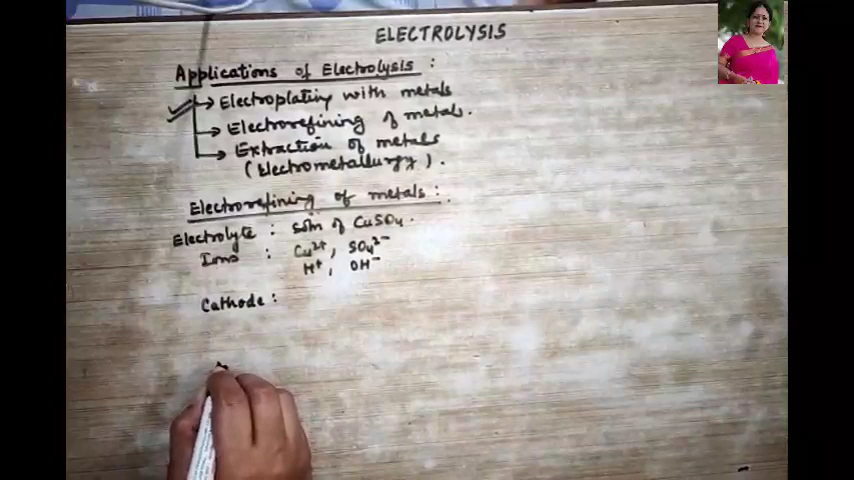 ELECTROLYSIS
Applications of Electrolysis :
→ Electroplating with metals
→ Electrorefining of metals.
→ Extraction of metals
(Electrometallurgy).
Electrorefining of metals :
Electrolyte : soln of CuSO4.
Ions : Cu2+, SO42-
H+, OH-
Cathode :